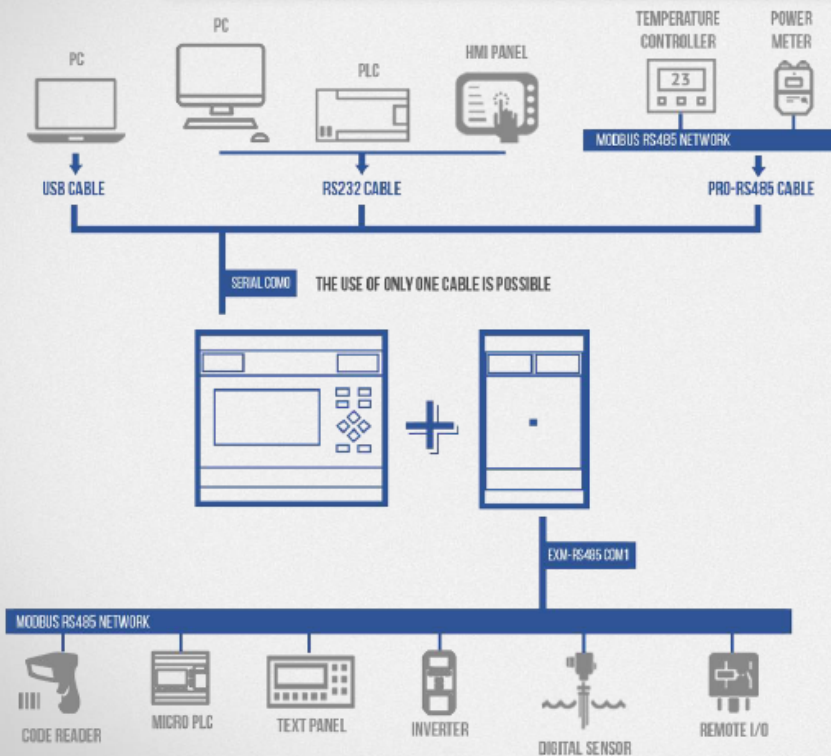 PC
PC
PLC
HMI PANEL
TEMPERATURE
CONTROLLER
POWER
METER
23
MODBUS RS485 NETWORK
USB CABLE
RS232 CABLE
PRO-RS485 CABLE
SERIAL COM0
THE USE OF ONLY ONE CABLE IS POSSIBLE
EXM-RS485 COM1
MODBUS RS485 NETWORK
CODE READER
MICRO PLC
TEXT PANEL
INVERTER
DIGITAL SENSOR
REMOTE I/O